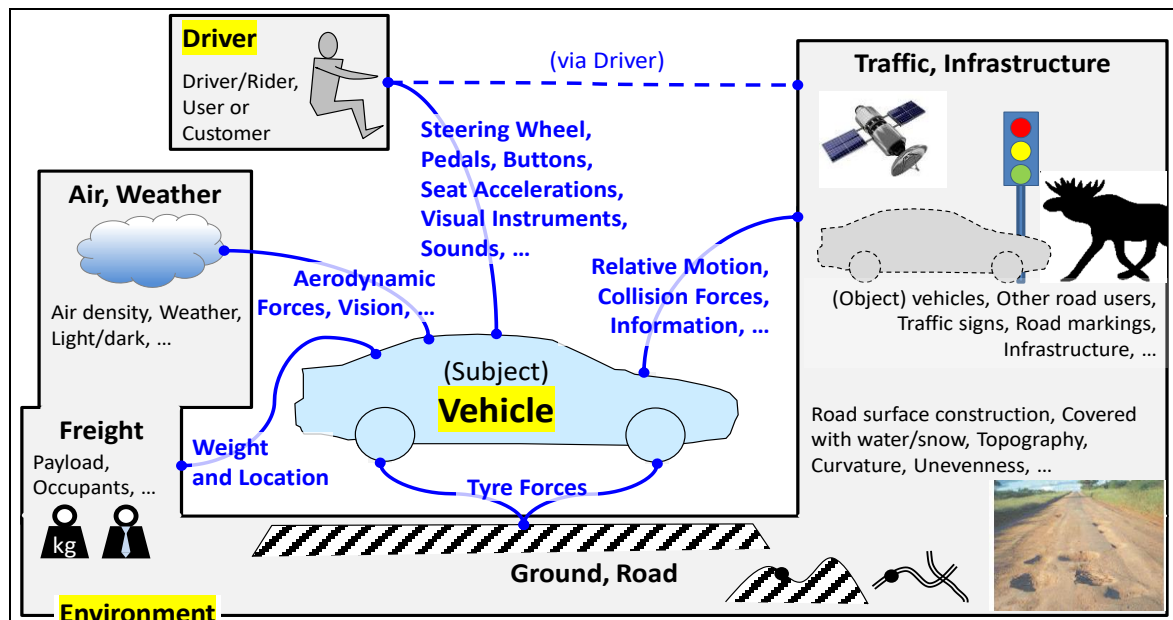 Driver
Driver/Rider,
User or
Customer
(via Driver)
Traffic, Infrastructure
Steering Wheel,
Pedals, Buttons,
Seat Accelerations,
Visual Instruments,
Sounds, ...
Air, Weather
Air density, Weather,
Light/dark, ...
Aerodynamic
Forces, Vision, ...
Relative Motion,
Collision Forces,
Information, ...
(Object) vehicles, Other road users,
Traffic signs, Road markings,
Infrastructure, ...
(Subject)
Vehicle
Freight
Payload,
Occupants, ...
kg
Weight
and Location
Tyre Forces
Road surface construction, Covered
with water/snow, Topography,
Curvature, Unevenness, ...
Ground, Road
Environment